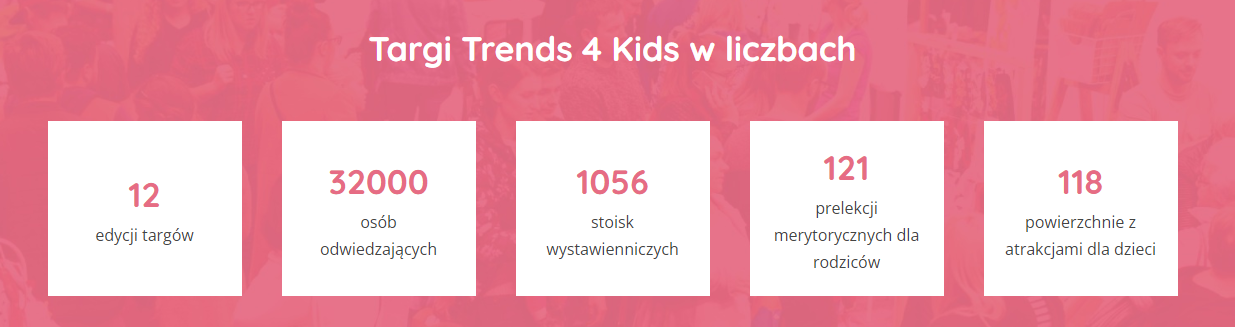 Targi Trends 4 Kids w liczbach
12
edycji targów
32000
osób
odwiedzających
1056
stoisk
wystawienniczych
121
prelekcji
merytorycznych dla
rodziców
118
powierzchnie z
atrakcjami dla dzieci